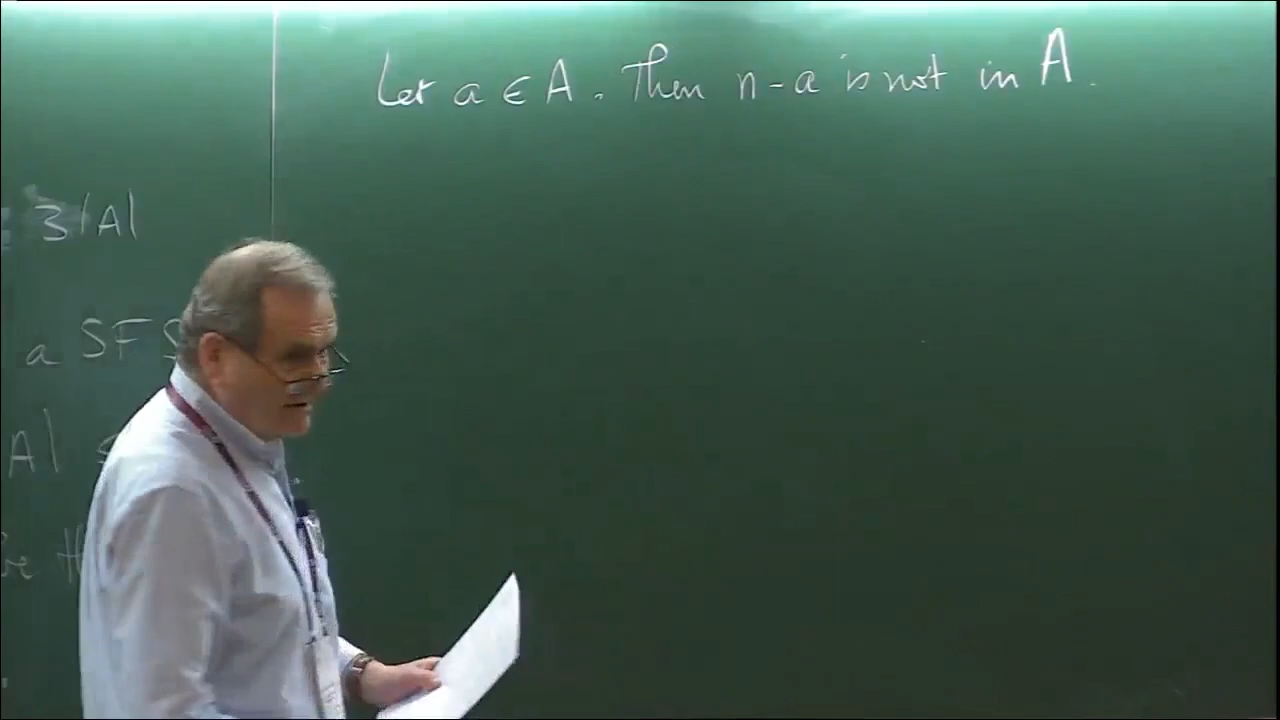 Let a ∈ A. Then n-a is not in A.
3|A|
a SFS
A|